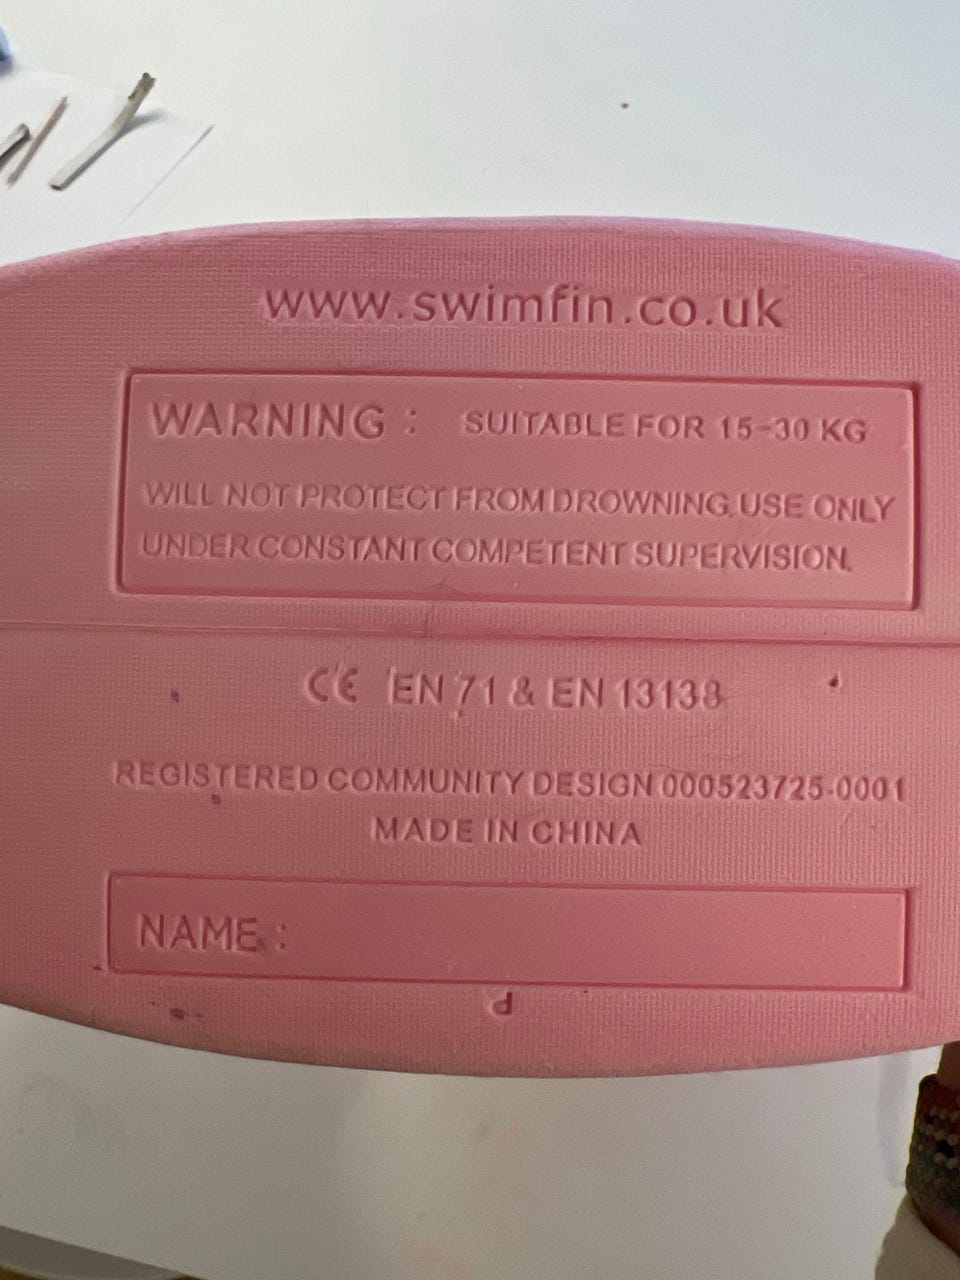 www.swimfin.co.uk
WARNING : SUITABLE FOR 15-30 KG
WILL NOT PROTECT FROM DROWNING. USE ONLY
UNDER CONSTANT COMPETENT SUPERVISION.
CE EN 71 & EN 13138
REGISTERED COMMUNITY DESIGN 000523725-0001
MADE IN CHINA
NAME :
P